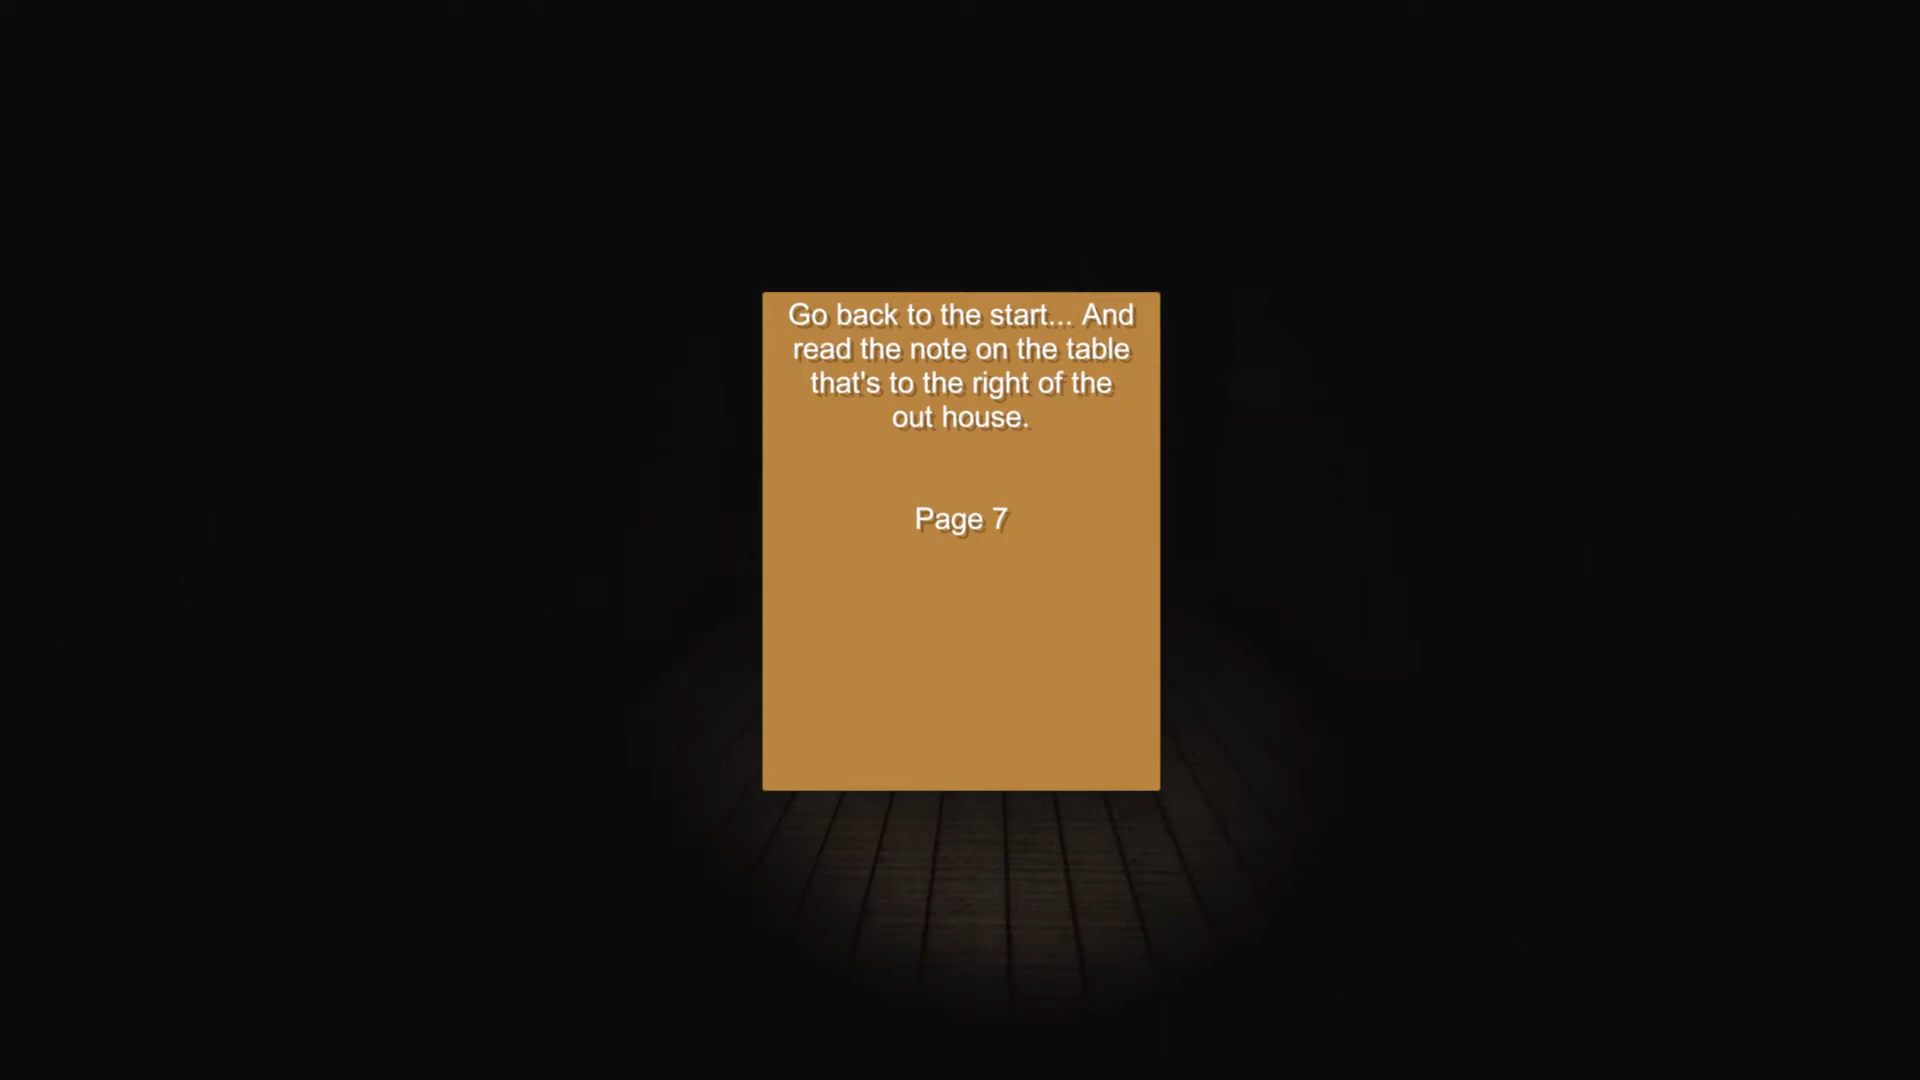 Go back to the start... And
read the note on the table
that's to the right of the
out house.
Page 7